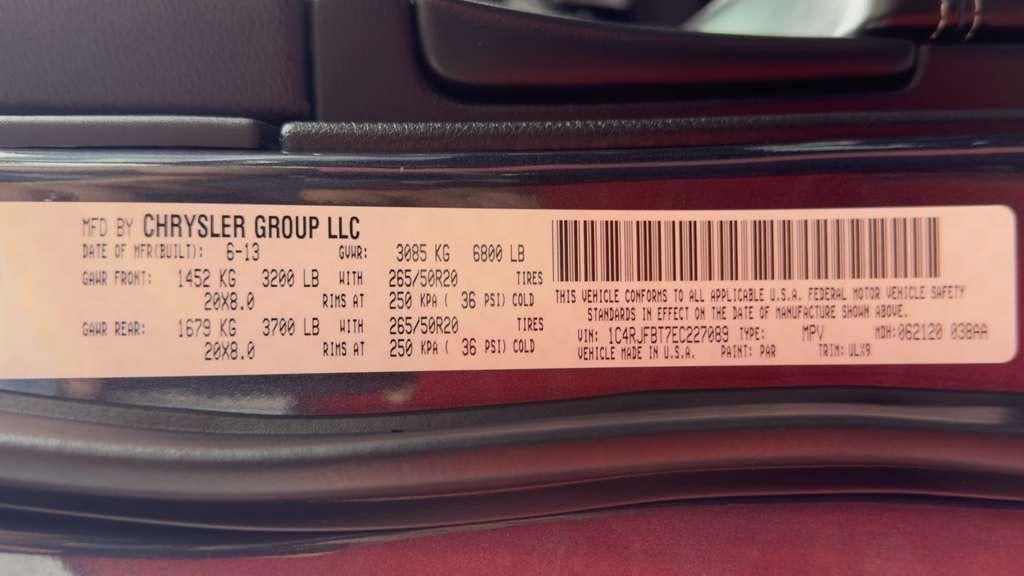 MFD BY CHRYSLER GROUP LLC
DATE OF MFR(BUILT): 6-13 GVWR: 3085 KG 6800 LB
GAWR FRONT: 1452 KG 3200 LB WITH 265/50R20 TIRES
20X8.0 RIMS AT 250 KPA ( 36 PSI) COLD
GAWR REAR: 1679 KG 3700 LB WITH 265/50R20 TIRES
20X8.0 RIMS AT 250 KPA ( 36 PSI) COLD
THIS VEHICLE CONFORMS TO ALL APPLICABLE U.S.A. FEDERAL MOTOR VEHICLE SAFETY
STANDARDS IN EFFECT ON THE DATE OF MANUFACTURE SHOWN ABOVE.
VIN: 1C4RJFBT7EC227089 TYPE: MPV MDH: 062120 038AA
VEHICLE MADE IN U.S.A. PAINT: PAR TRIM: ULX9